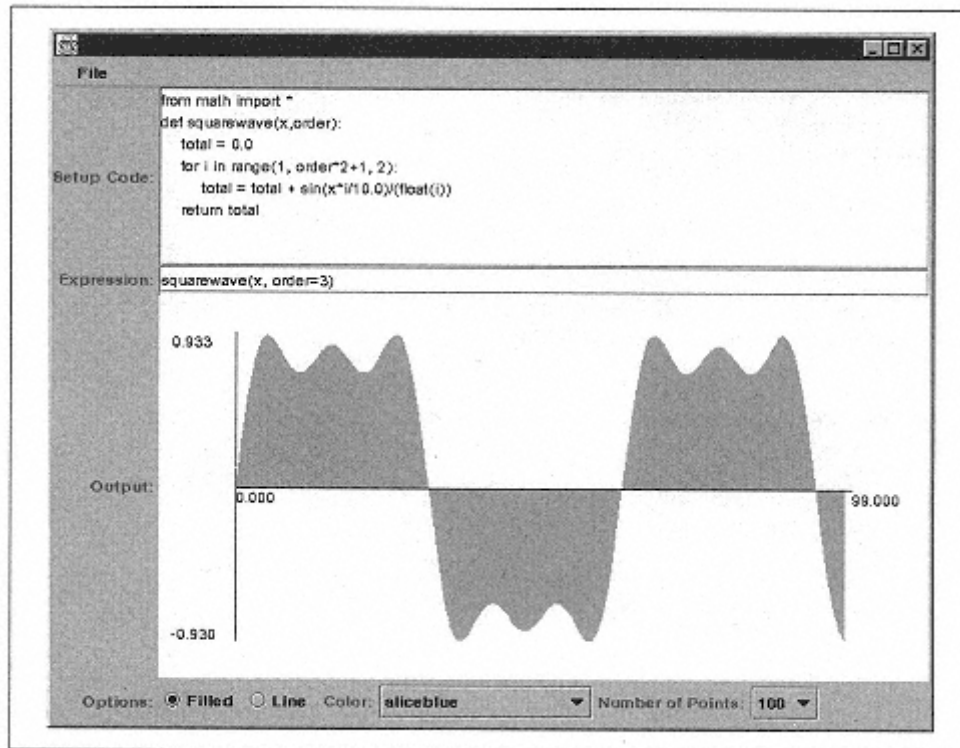 File
Setup Code:
from math import *
def squarewave(x,order):
total = 0.0
for i in range(1, order*2+1, 2):
total = total + sin(x*i/10.0)/(float(i))
return total
Expression: squarewave(x, order=3)
Output:
0.933
0.000
99.000
-0.930
Options: Filled Line Color: aliceblue Number of Points: 100